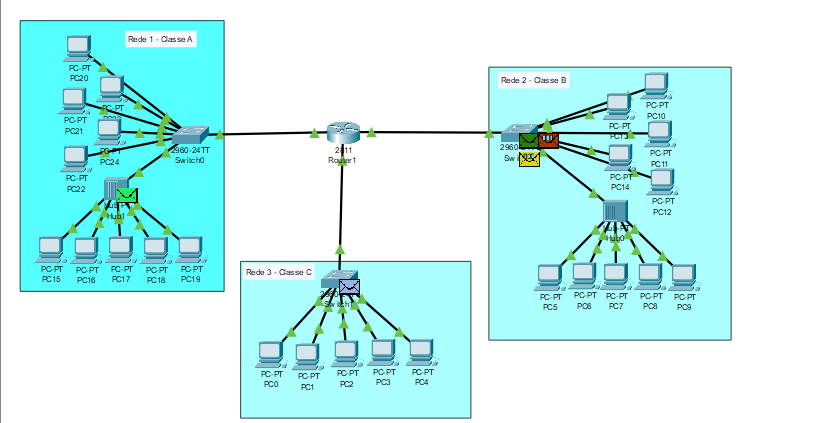 Rede 1 - Classe A
PC-PT
PC20
PC-PT
PC-PT
PC21
PC-PT
PC24
PC-PT
PC22
2960-24TT
Switch0
Hub1
PC-PT
PC15
PC-PT
PC16
PC-PT
PC17
PC-PT
PC18
PC-PT
PC19
2811
Router1
Rede 2 - Classe B
PC-PT
PC10
PC-PT
PC13
PC-PT
PC11
PC-PT
PC14
PC-PT
PC12
Hub-PT
Hub0
PC-PT
PC5
PC-PT
PC6
PC-PT
PC7
PC-PT
PC8
PC-PT
PC9
Rede 3 - Classe C
PC-PT
PC0
PC-PT
PC1
PC-PT
PC2
PC-PT
PC3
PC-PT
PC4